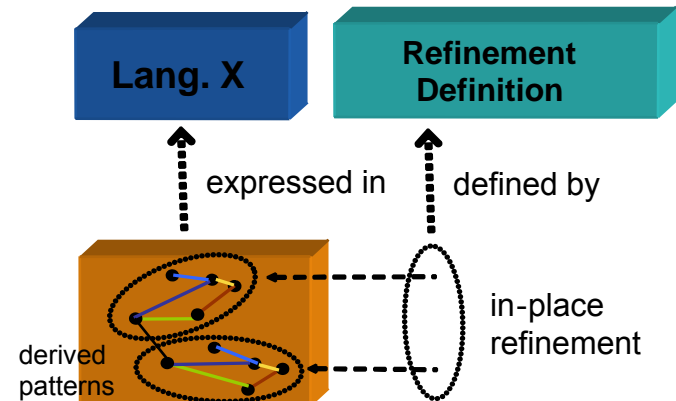 Lang. X
Refinement
Definition
expressed in
defined by
in-place
refinement
derived
patterns